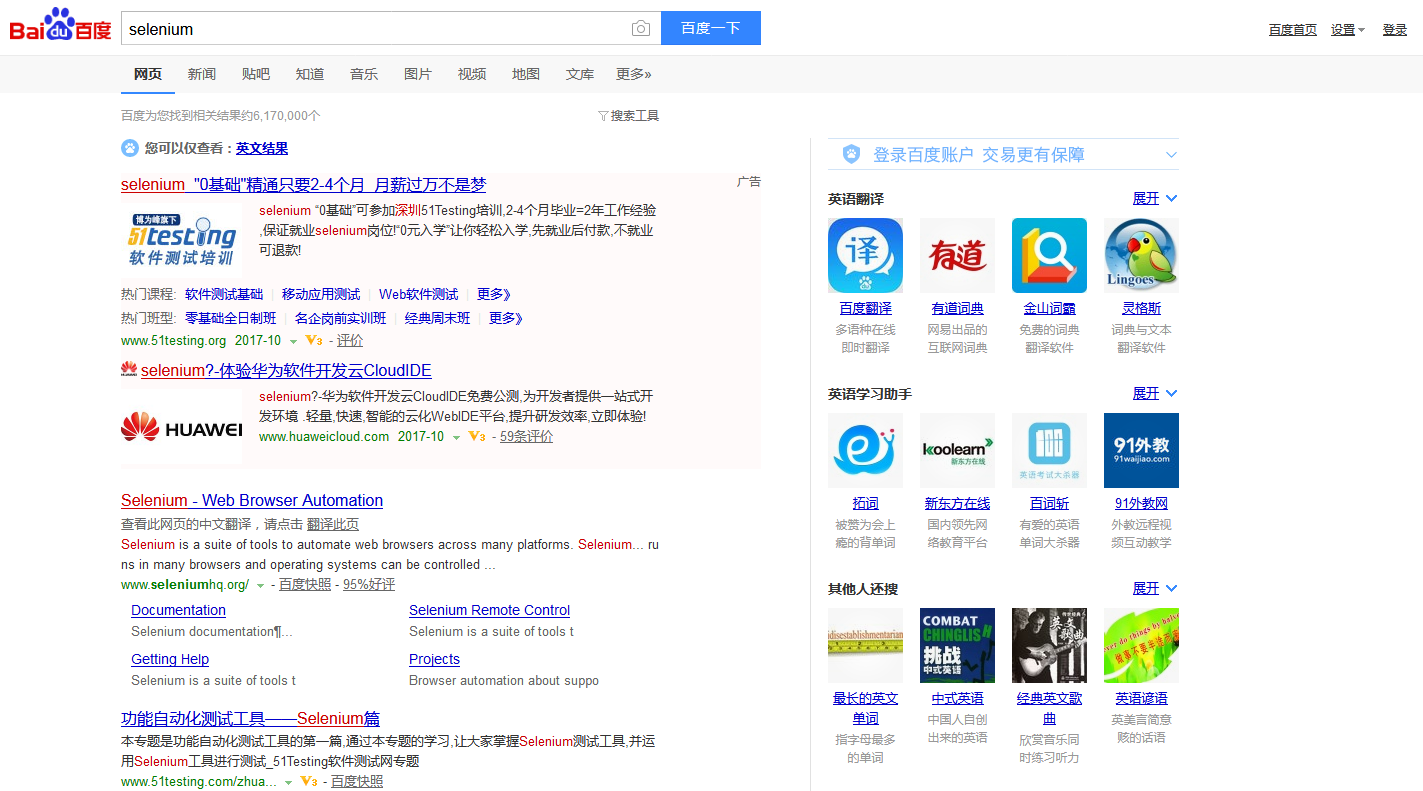 Bai du 百度
selenium
百度一下
百度首页 设置 登录
网页 新闻 贴吧 知道 音乐 图片 视频 地图 文库 更多»
百度为您找到相关结果约6,170,000个
搜索工具
您可以仅查看：英文结果
selenium "0基础"精通只要2-4个月 月薪过万不是梦
广告
博为峰旗下
51testing
软件测试培训
selenium “0基础”可参加深圳51Testing培训,2-4个月毕业=2年工作经验
,保证就业selenium岗位!“0元入学”让你轻松入学,先就业后付款,不就业
可退款!
热门课程: 软件测试基础 移动应用测试 Web软件测试 更多》
热门班型: 零基础全日制班 名企岗前实训班 经典周末班 更多》
www.51testing.org 2017-10 V3 - 评价
HUAWEI
selenium?-体验华为软件开发云CloudIDE
HUAWEI
selenium?-华为软件开发云CloudIDE免费公测,为开发者提供一站式开
发环境 .轻量,快速,智能的云化WebIDE平台,提升研发效率,立即体验!
www.huaweicloud.com 2017-10 V3 - 59条评价
Selenium - Web Browser Automation
查看此网页的中文翻译，请点击 翻译此页
Selenium is a suite of tools to automate web browsers across many platforms. Selenium... ru
ns in many browsers and operating systems can be controlled ...
www.seleniumhq.org/ - 百度快照 - 95%好评
Documentation
Selenium documentation¶...
Selenium Remote Control
Selenium is a suite of tools t
Getting Help
Selenium is a suite of tools t
Projects
Browser automation about suppo
功能自动化测试工具——Selenium篇
本专题是功能自动化测试工具的第一篇,通过本专题的学习,让大家掌握Selenium测试工具,并运
用Selenium工具进行测试_51Testing软件测试网专题
www.51testing.com/zhua... V3 - 百度快照
登录百度账户 交易更有保障
英语翻译 展开
译
有道
Lingoes
百度翻译 有道词典 金山词霸 灵格斯
多语种在线 网易出品的 免费的词典 词典与文本
即时翻译 互联网词典 翻译软件 翻译软件
英语学习助手 展开
koolearn
新东方在线
英语考试大杀器
91外教
91waijiao.com
拓词 新东方在线 百词斩 91外教网
被赞为会上 国内领先网 有爱的英语 外教远程视
瘾的背单词 络教育平台 单词大杀器 频互动教学
其他人还搜 展开
idisestablishmentarian
COMBAT
CHINGLISH
挑战
中式英语
英文歌曲
ever do things by halve
做事不要半途而废
最长的英文 中式英语 经典英文歌 英语谚语
单词 中国人自创 曲 英美言简意
指字母最多 出来的英语 欣赏音乐同 赅的话语
的单词 时练习听力